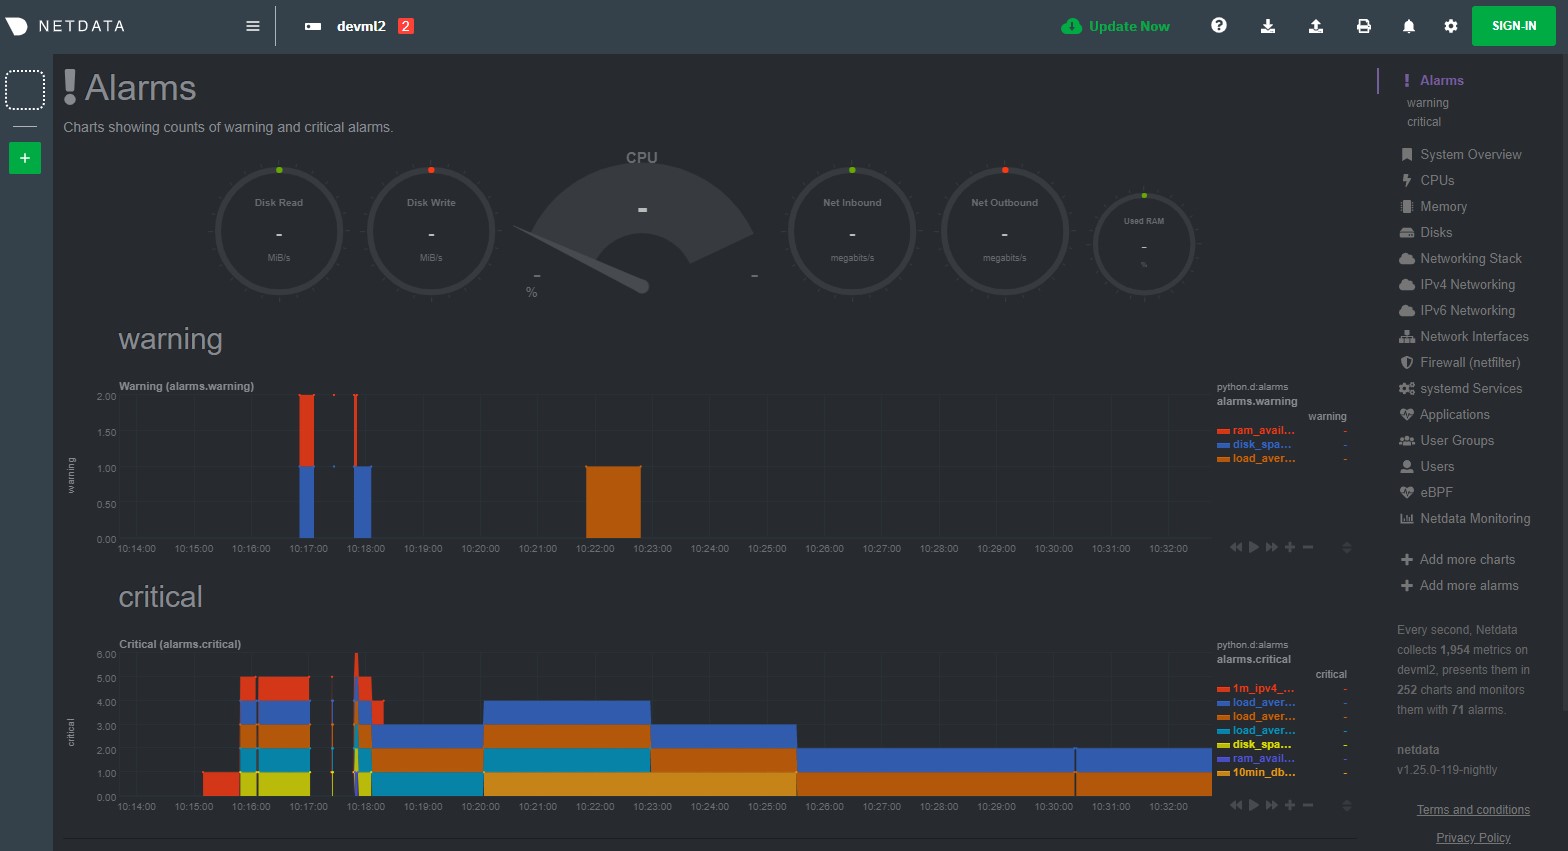 NETDATA
devml2 2
Update Now
SIGN-IN
+
Alarms
Charts showing counts of warning and critical alarms.
Disk Read
-
MiB/s
Disk Write
-
MiB/s
CPU
-
-
-
%
Net Inbound
-
megabits/s
Net Outbound
-
megabits/s
Used RAM
-
%
warning
Warning (alarms.warning)
2.00
1.50
1.00
0.50
0.00
warning
10:14:00 10:15:00 10:16:00 10:17:00 10:18:00 10:19:00 10:20:00 10:21:00 10:22:00 10:23:00 10:24:00 10:25:00 10:26:00 10:27:00 10:28:00 10:29:00 10:30:00 10:31:00 10:32:00
python.d:alarms
alarms.warning
warning
ram_avail... -
disk_spa... -
load_aver... -
critical
Critical (alarms.critical)
6.00
5.00
4.00
3.00
2.00
1.00
0.00
critical
10:14:00 10:15:00 10:16:00 10:17:00 10:18:00 10:19:00 10:20:00 10:21:00 10:22:00 10:23:00 10:24:00 10:25:00 10:26:00 10:27:00 10:28:00 10:29:00 10:30:00 10:31:00 10:32:00
python.d:alarms
alarms.critical
critical
1m_ipv4_... -
load_aver... -
load_aver... -
load_aver... -
disk_spa... -
ram_avail... -
10min_db... -
Alarms
warning
critical
System Overview
CPUs
Memory
Disks
Networking Stack
IPv4 Networking
IPv6 Networking
Network Interfaces
Firewall (netfilter)
systemd Services
Applications
User Groups
Users
eBPF
Netdata Monitoring
Add more charts
Add more alarms
Every second, Netdata
collects 1,954 metrics on
devml2, presents them in
252 charts and monitors
them with 71 alarms.
netdata
v1.25.0-119-nightly
Terms and conditions
Privacy Policy